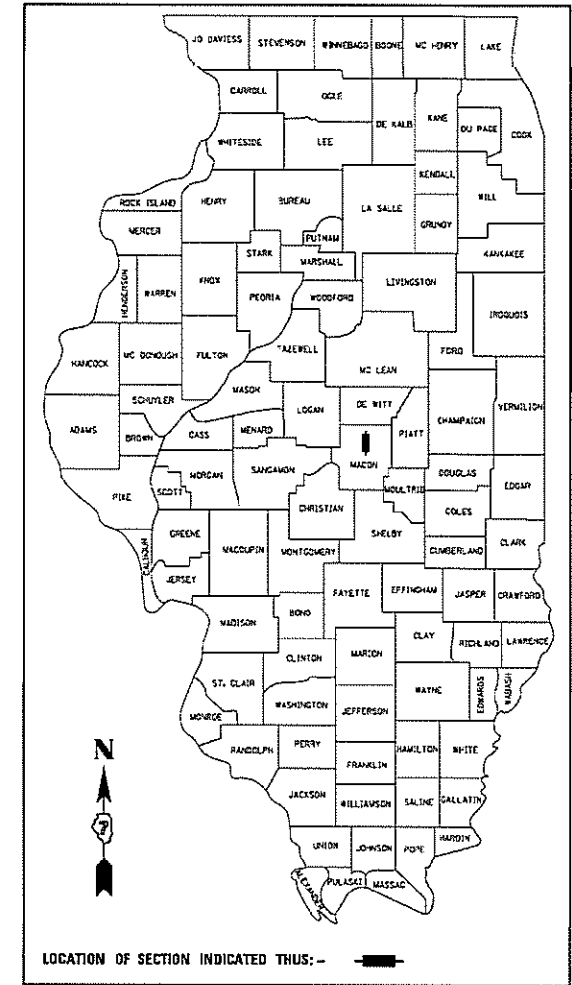 JO DAVIESS
STEVENSON
WINNEBAGO
BOONE
MC HENRY
LAKE
CARROLL
OGLE
DE KALB
KANE
DU PAGE
COOK
WHITESIDE
LEE
KENDALL
WILL
ROCK ISLAND
HENRY
BUREAU
LA SALLE
GRUNDY
MERCER
PUTNAM
KANKAKEE
STARK
MARSHALL
HENDERSON
WARREN
KNOX
PEORIA
WOODFORD
LIVINGSTON
IROQUOIS
HANCOCK
MC DONOUGH
FULTON
TAZEWELL
MC LEAN
FORD
SCHUYLER
MASON
LOGAN
DE WITT
CHAMPAIGN
VERMILION
ADAMS
BROWN
CASS
MENARD
PIATT
MACON
PIKE
SCOTT
MORGAN
SANGAMON
CHRISTIAN
MOULTRIE
DOUGLAS
EDGAR
COLES
CALHOUN
GREENE
MACOUPIN
MONTGOMERY
SHELBY
CUMBERLAND
CLARK
JERSEY
FAYETTE
EFFINGHAM
JASPER
CRAWFORD
MADISON
BOND
CLAY
RICHLAND
LAWRENCE
CLINTON
MARION
ST. CLAIR
WAYNE
EDWARDS
WABASH
MONROE
WASHINGTON
JEFFERSON
RANDOLPH
PERRY
HAMILTON
WHITE
FRANKLIN
JACKSON
WILLIAMSON
SALINE
GALLATIN
UNION
JOHNSON
POPE
HARDIN
ALEXANDER
PULASKI
MASSAC
N
LOCATION OF SECTION INDICATED THUS:-